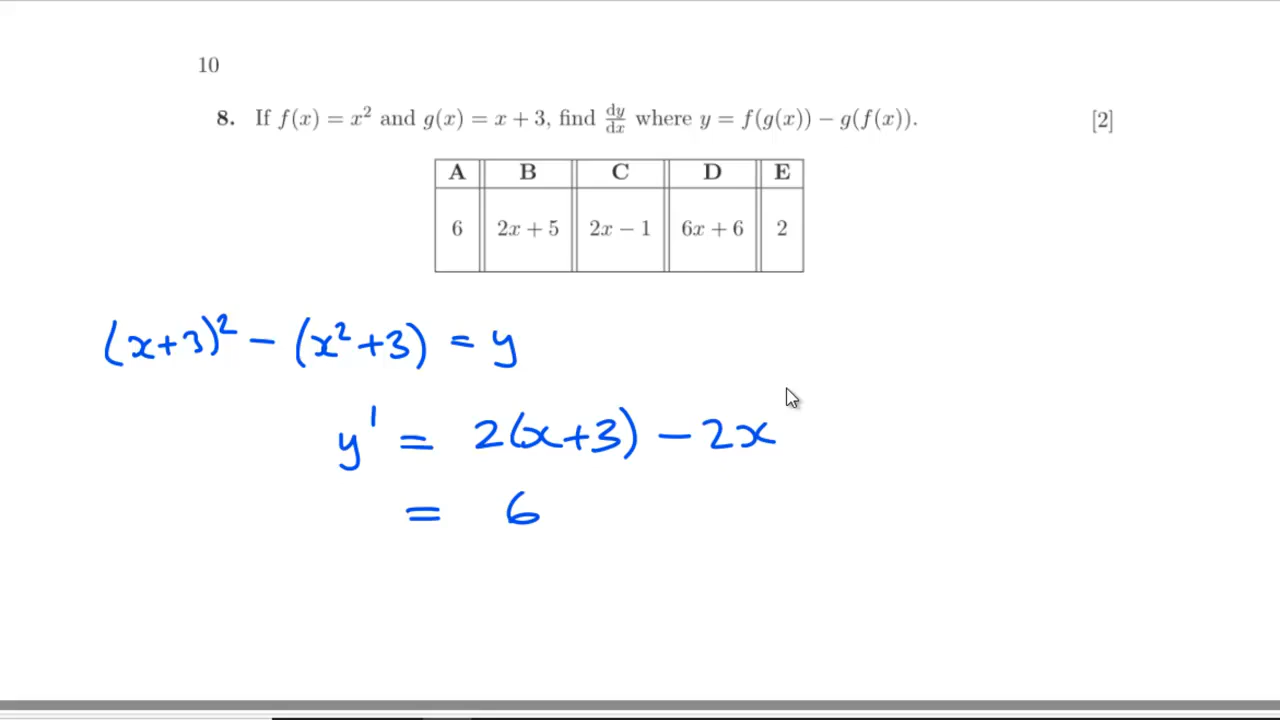 10
8. If f(x) = x² and g(x) = x + 3, find dy/dx where y = f(g(x)) − g(f(x)). [2]
A B C D E
6 2x + 5 2x − 1 6x + 6 2
(x+3)² − (x²+3) = y
y' = 2(x+3) − 2x
= 6